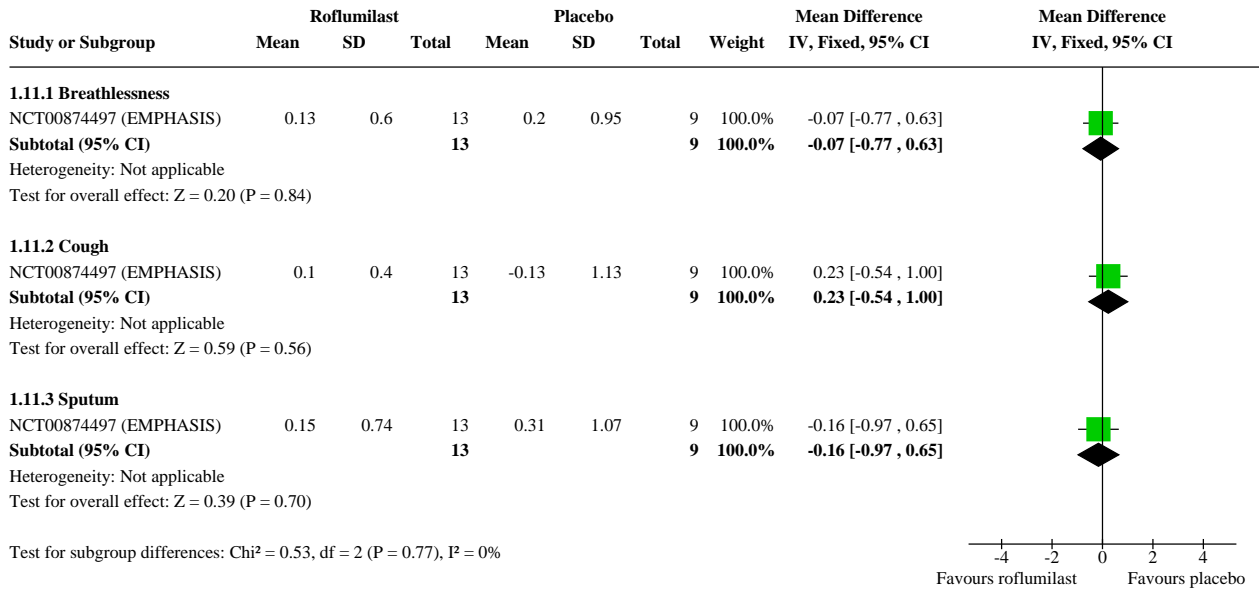 Roflumilast Placebo Mean Difference Mean Difference
Study or Subgroup Mean SD Total Mean SD Total Weight IV, Fixed, 95% CI IV, Fixed, 95% CI
1.11.1 Breathlessness
NCT00874497 (EMPHASIS) 0.13 0.6 13 0.2 0.95 9 100.0% -0.07 [-0.77 , 0.63]
Subtotal (95% CI) 13 9 100.0% -0.07 [-0.77 , 0.63]
Heterogeneity: Not applicable
Test for overall effect: Z = 0.20 (P = 0.84)
1.11.2 Cough
NCT00874497 (EMPHASIS) 0.1 0.4 13 -0.13 1.13 9 100.0% 0.23 [-0.54 , 1.00]
Subtotal (95% CI) 13 9 100.0% 0.23 [-0.54 , 1.00]
Heterogeneity: Not applicable
Test for overall effect: Z = 0.59 (P = 0.56)
1.11.3 Sputum
NCT00874497 (EMPHASIS) 0.15 0.74 13 0.31 1.07 9 100.0% -0.16 [-0.97 , 0.65]
Subtotal (95% CI) 13 9 100.0% -0.16 [-0.97 , 0.65]
Heterogeneity: Not applicable
Test for overall effect: Z = 0.39 (P = 0.70)
Test for subgroup differences: Chi² = 0.53, df = 2 (P = 0.77), I² = 0%
-4 -2 0 2 4
Favours roflumilast Favours placebo